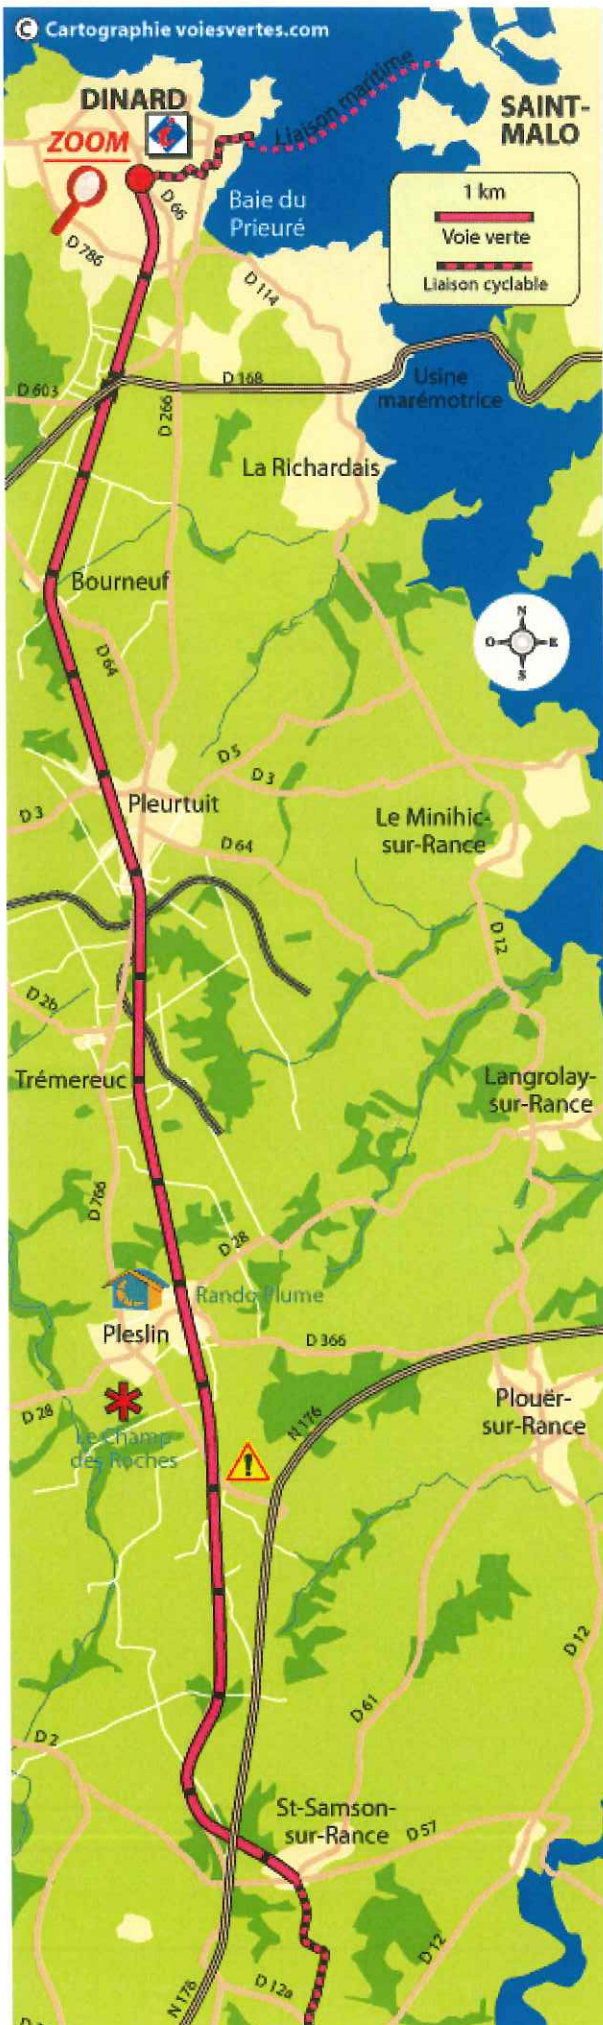 © Cartographie voiesvertes.com
DINARD
ZOOM
Liaison maritime
SAINT-
MALO
D 66
Baie du
Prieuré
1 km
Voie verte
Liaison cyclable
D 786
D 114
D 603
D 168
D 266
Usine
marémotrice
La Richardais
Bourneuf
N
O
E
S
D 64
D 5
D 3
D 3
Pleurtuit
Le Minihic-
sur-Rance
D 64
D 12
D 2b
Trémereuc
Langrolay-
sur-Rance
D 766
D 28
Rando Plume
Pleslin
D 366
D 28
Le Champ
des Roches
N 176
!
Plouër-
sur-Rance
D 12
D 61
D 2
St-Samson-
sur-Rance
D 57
D 12
D 12a
N 176